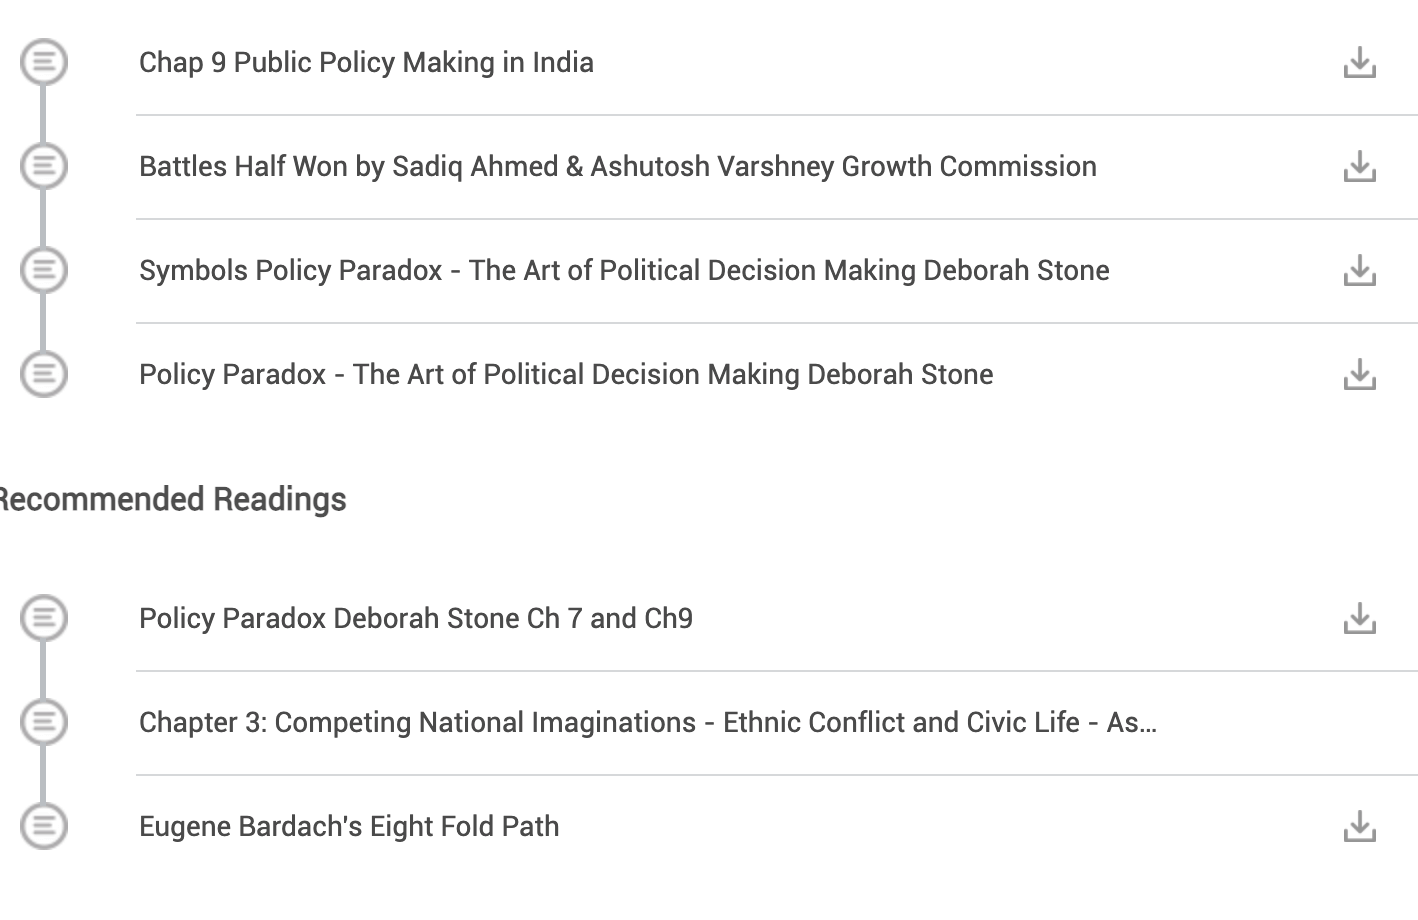 Chap 9 Public Policy Making in India
Battles Half Won by Sadiq Ahmed & Ashutosh Varshney Growth Commission
Symbols Policy Paradox - The Art of Political Decision Making Deborah Stone
Policy Paradox - The Art of Political Decision Making Deborah Stone
Recommended Readings
Policy Paradox Deborah Stone Ch 7 and Ch9
Chapter 3: Competing National Imaginations - Ethnic Conflict and Civic Life - As...
Eugene Bardach's Eight Fold Path